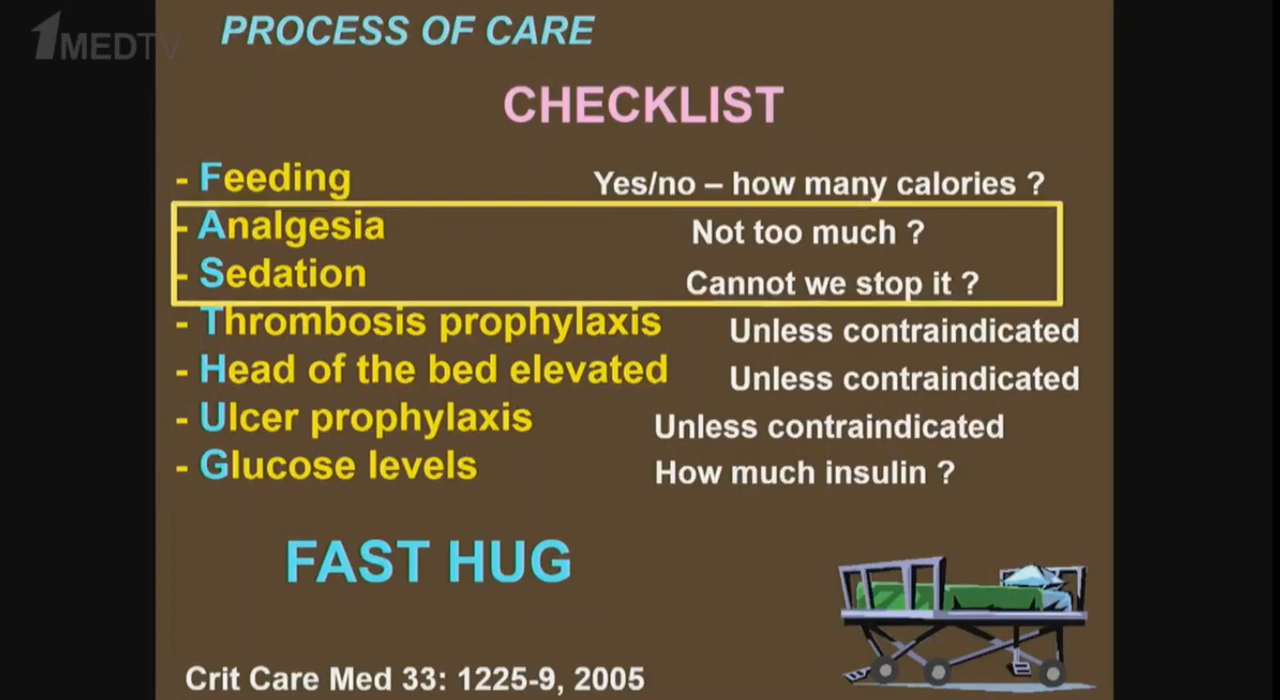 1MEDTV
PROCESS OF CARE
CHECKLIST
- Feeding Yes/no – how many calories ?
- Analgesia Not too much ?
- Sedation Cannot we stop it ?
- Thrombosis prophylaxis Unless contraindicated
- Head of the bed elevated Unless contraindicated
- Ulcer prophylaxis Unless contraindicated
- Glucose levels How much insulin ?
FAST HUG
Crit Care Med 33: 1225-9, 2005